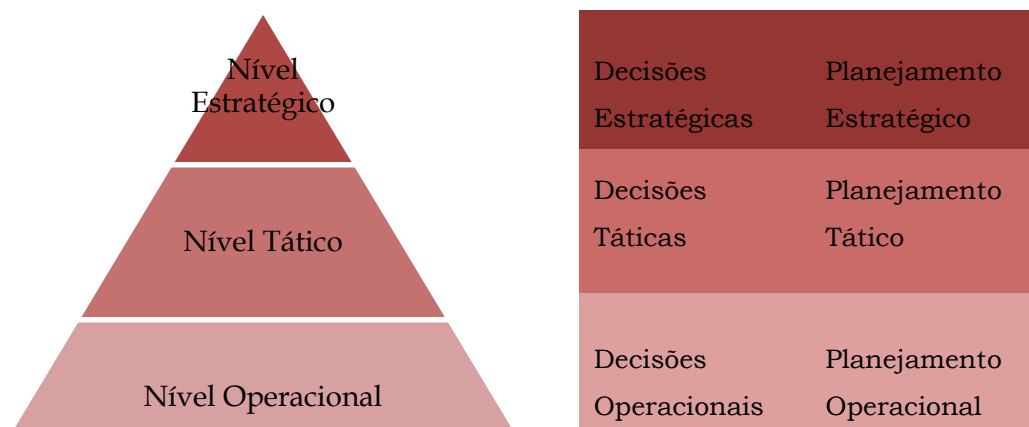 Nível
Estratégico
Nível Tático
Nível Operacional
Decisões
Estratégicas
Planejamento
Estratégico
Decisões
Táticas
Planejamento
Tático
Decisões
Operacionais
Planejamento
Operacional